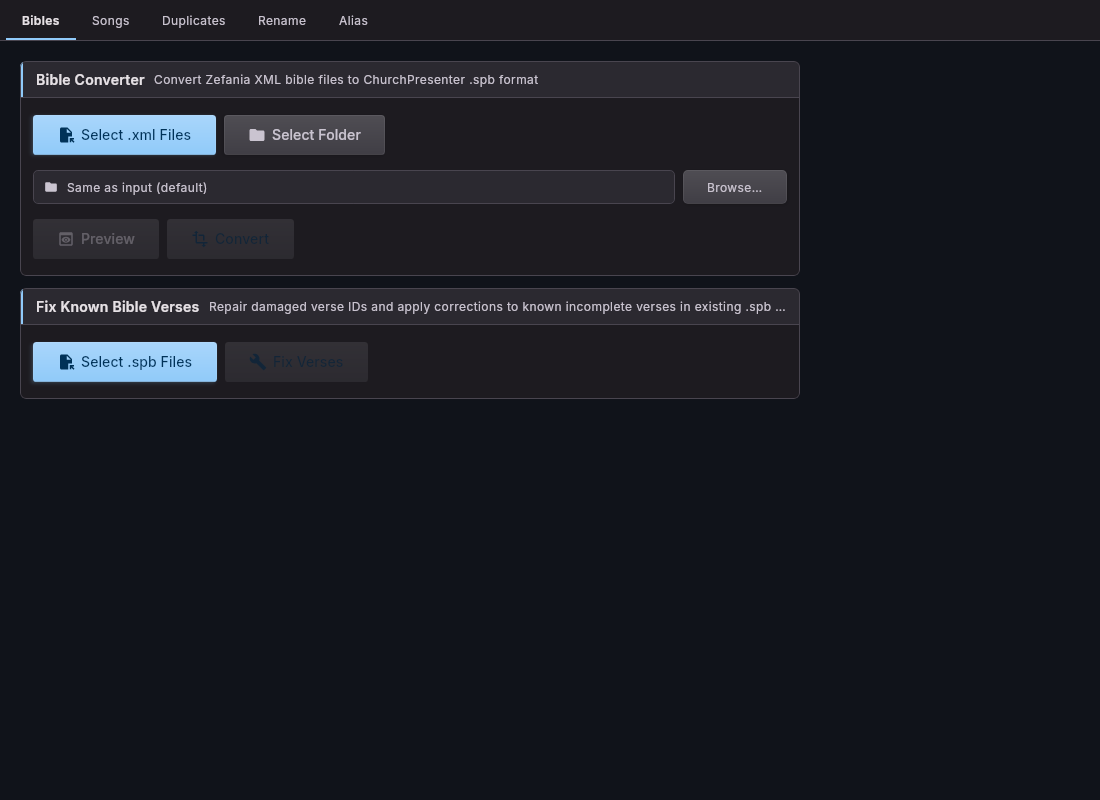 Bibles Songs Duplicates Rename Alias
Bible Converter Convert Zefania XML bible files to ChurchPresenter .spb format
Select .xml Files Select Folder
Same as input (default) Browse...
Preview Convert
Fix Known Bible Verses Repair damaged verse IDs and apply corrections to known incomplete verses in existing .spb ...
Select .spb Files Fix Verses